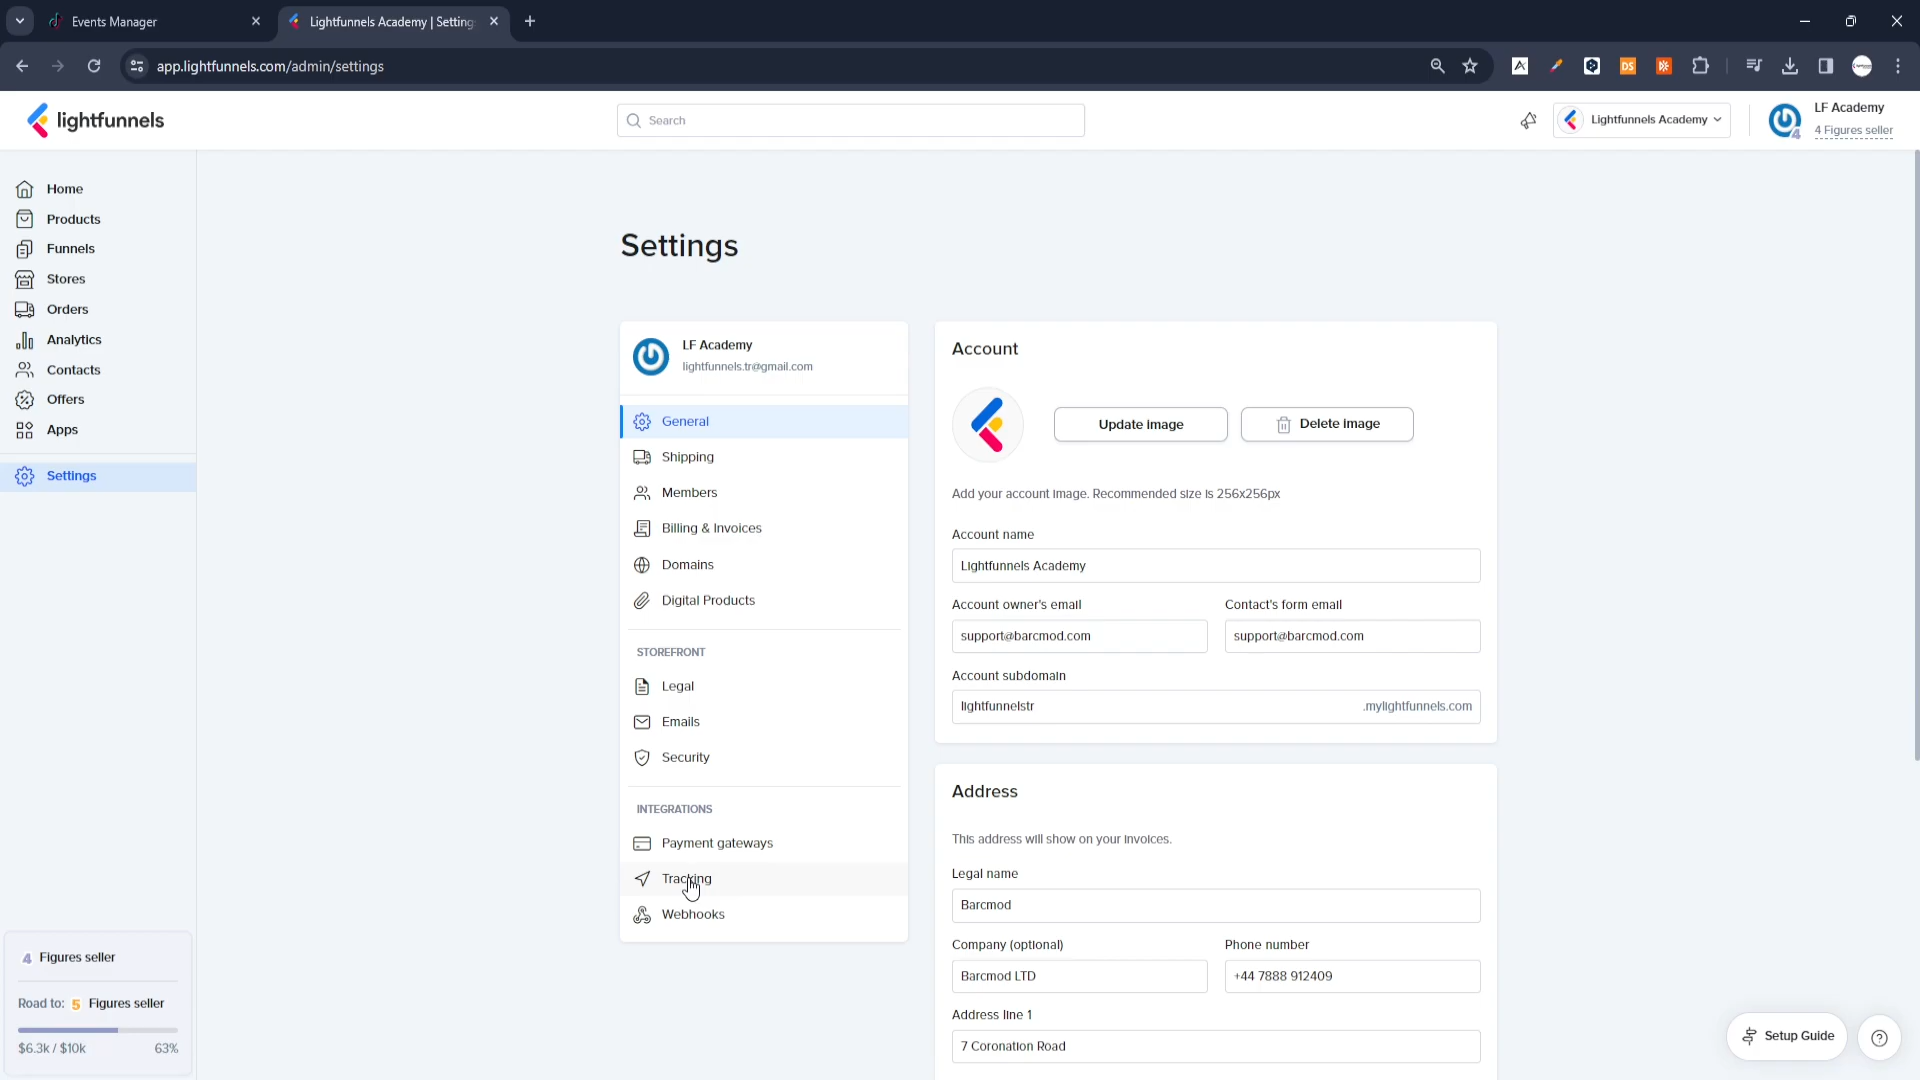 Events Manager
Lightfunnels Academy | Setting
app.lightfunnels.com/admin/settings
DS
lightfunnels
Search
Lightfunnels Academy
LF Academy
4 Figures seller
4
Home
Products
Funnels
Stores
Orders
Analytics
Contacts
Offers
Apps
Settings
4 Figures seller
Road to: 5 Figures seller
$6.3k / $10k
63%
Settings
LF Academy
lightfunnels.tr@gmail.com
General
Shipping
Members
Billing & Invoices
Domains
Digital Products
STOREFRONT
Legal
Emails
Security
INTEGRATIONS
Payment gateways
Tracking
Webhooks
Account
Update image
Delete image
Add your account image. Recommended size is 256x256px
Account name
Lightfunnels Academy
Account owner's email
Contact's form email
support@barcmod.com
support@barcmod.com
Account subdomain
lightfunnelstr
.mylightfunnels.com
Address
This address will show on your invoices.
Legal name
Barcmod
Company (optional)
Phone number
Barcmod LTD
+44 7888 912409
Address line 1
7 Coronation Road
Setup Guide